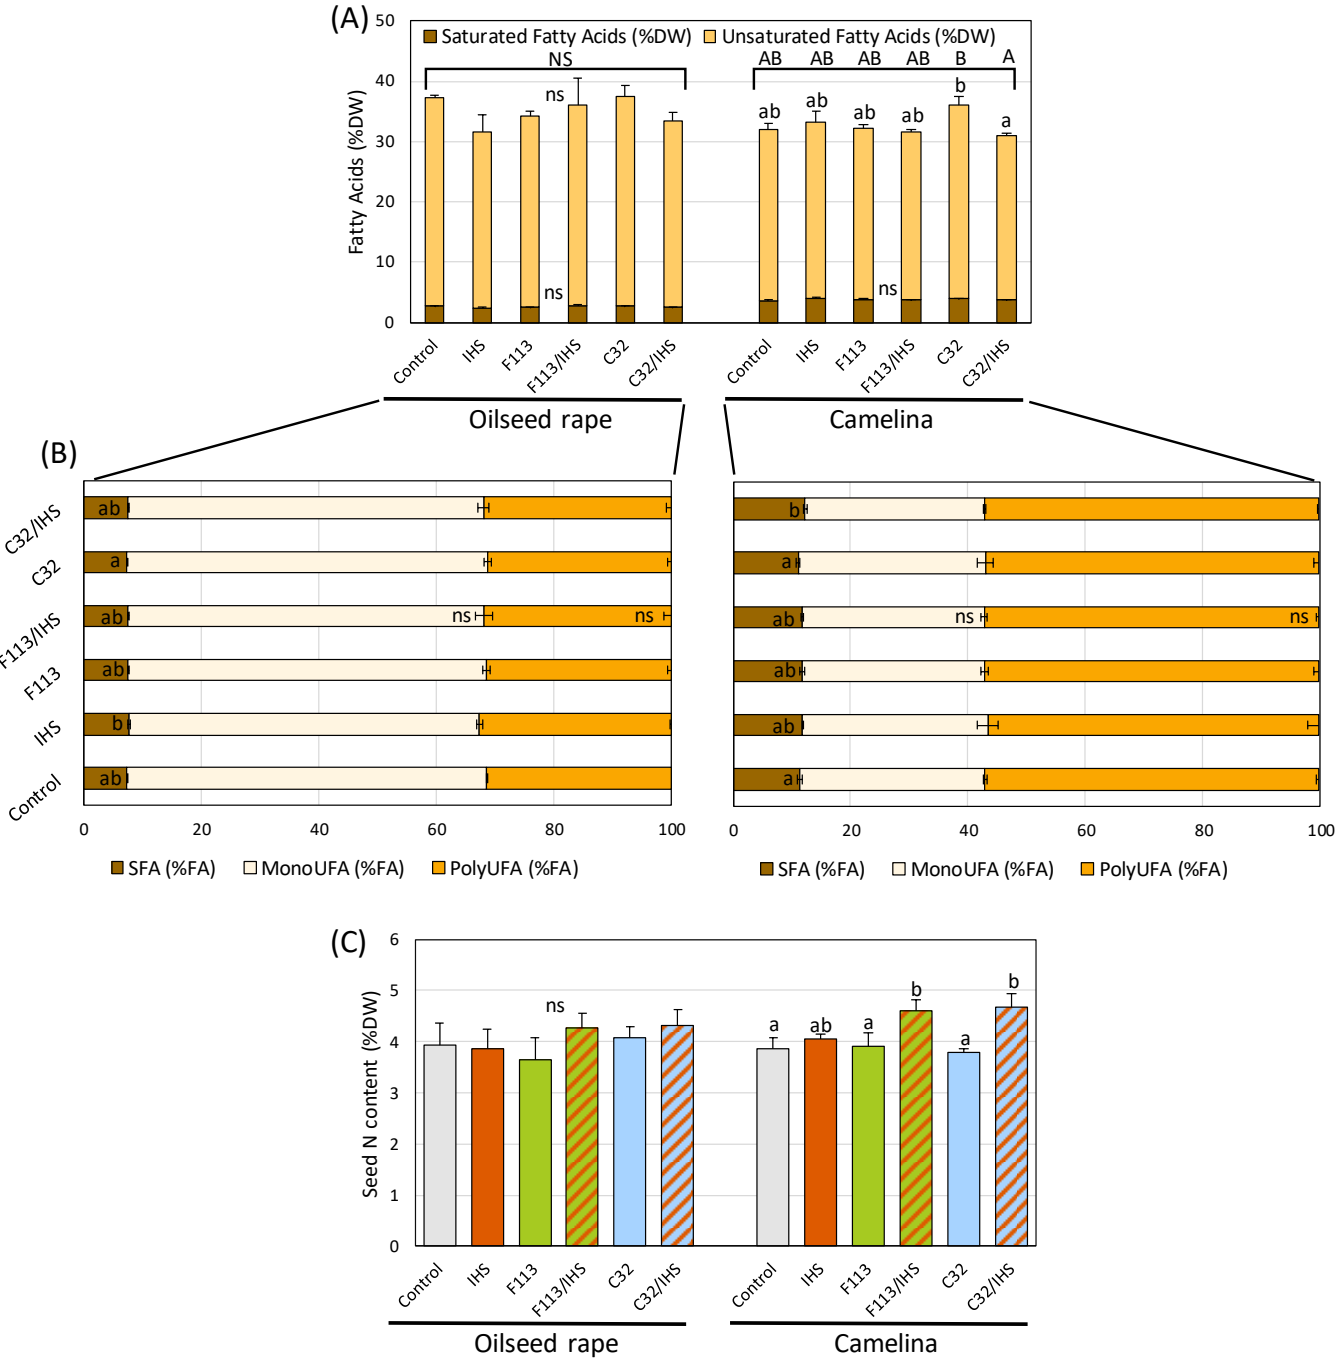 (A)
50
40
30
20
10
0
Fatty Acids (%DW)
Saturated Fatty Acids (%DW) Unsaturated Fatty Acids (%DW)
NS
AB AB AB AB B A
ns
ab ab ab ab b a
ns
ns
Control IHS F113 F113/IHS C32 C32/IHS
Control IHS F113 F113/IHS C32 C32/IHS
Oilseed rape
Camelina
(B)
C32/IHS
C32
F113/IHS
F113
IHS
Control
ab
a
ab ns ns
ab
b
ab
0 20 40 60 80 100
SFA (%FA) MonoUFA (%FA) PolyUFA (%FA)
b
a
ab ns ns
ab
ab
a
0 20 40 60 80 100
SFA (%FA) MonoUFA (%FA) PolyUFA (%FA)
(C)
6
5
4
3
2
1
0
Seed N content (%DW)
ns
a ab a b a b
Control IHS F113 F113/IHS C32 C32/IHS
Control IHS F113 F113/IHS C32 C32/IHS
Oilseed rape
Camelina